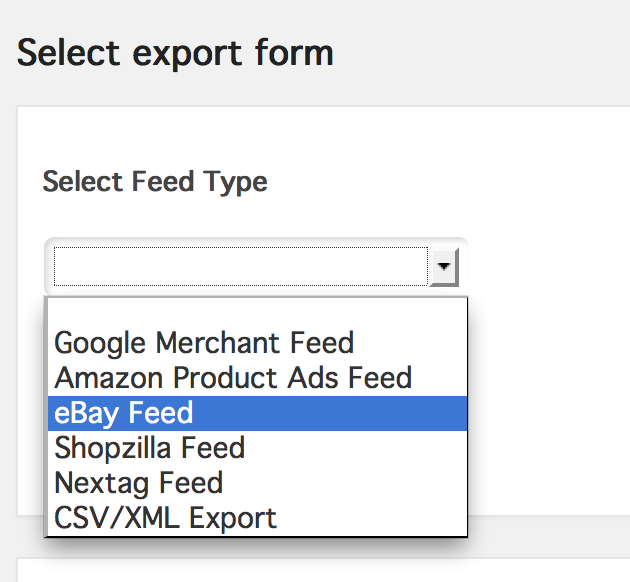 Select export form
Select Feed Type
Google Merchant Feed
Amazon Product Ads Feed
eBay Feed
Shopzilla Feed
Nextag Feed
CSV/XML Export